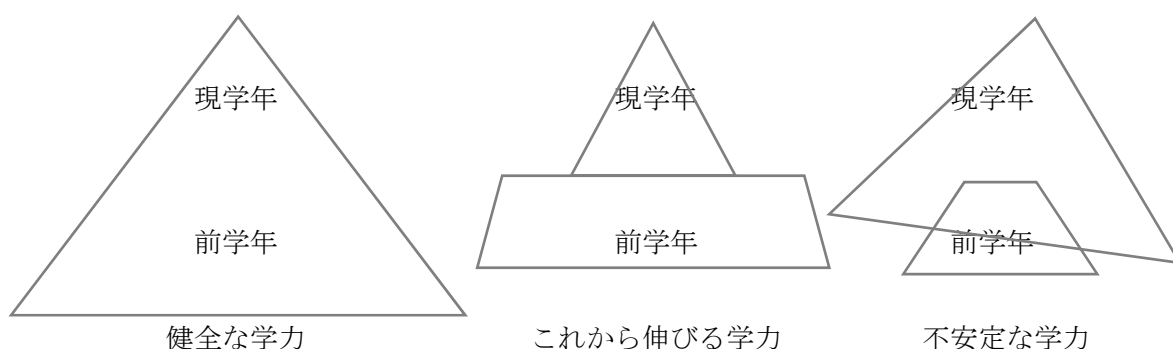 現学年
前学年
健全な学力
現学年
前学年
これから伸びる学力
現学年
前学年
不安定な学力